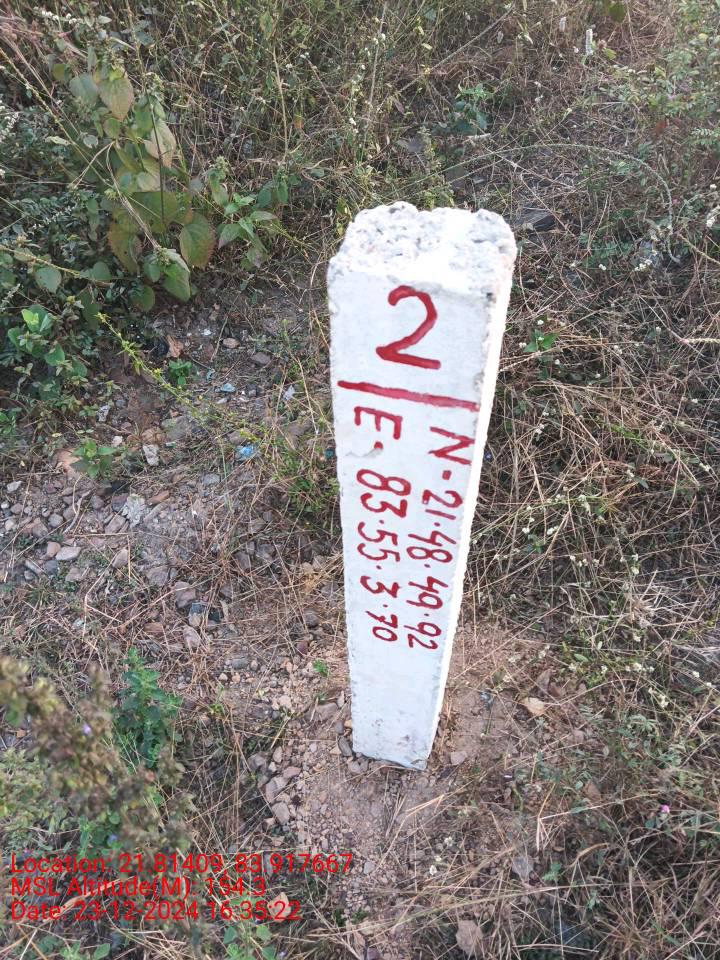 2
N-21.48.49.92
E-83.55.3.70
Location: 21.81409, 83.917667
MSL Altitude(M): 154.3
Date: 23-12-2024 16:35:22